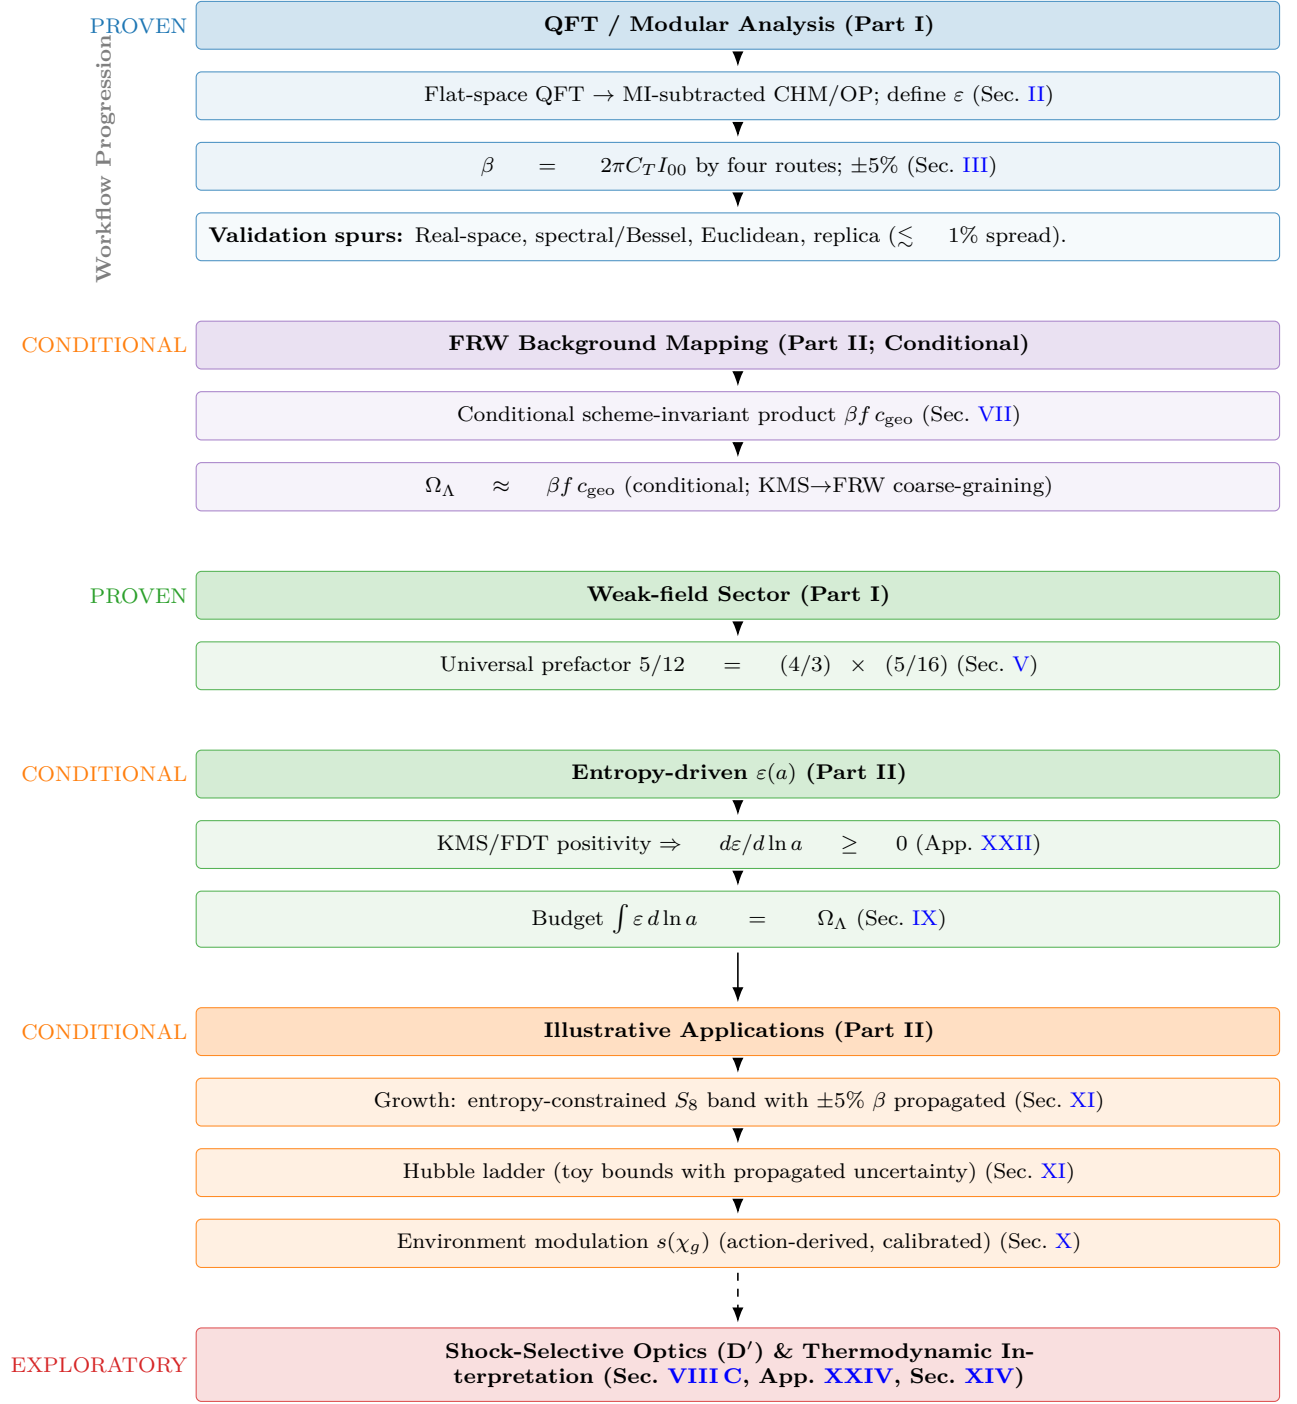 PROVEN
QFT / Modular Analysis (Part I)
Workflow Progression
Flat-space QFT → MI-subtracted CHM/OP; define ε (Sec. II)
β = 2πC_T I_00 by four routes; ±5% (Sec. III)
Validation spurs: Real-space, spectral/Bessel, Euclidean, replica (≲ 1% spread).
CONDITIONAL
FRW Background Mapping (Part II; Conditional)
Conditional scheme-invariant product βf c_geo (Sec. VII)
Ω_Λ ≈ βf c_geo (conditional; KMS→FRW coarse-graining)
PROVEN
Weak-field Sector (Part I)
Universal prefactor 5/12 = (4/3) × (5/16) (Sec. V)
CONDITIONAL
Entropy-driven ε(a) (Part II)
KMS/FDT positivity ⇒ dε/d ln a ≥ 0 (App. XXII)
Budget ∫ ε d ln a = Ω_Λ (Sec. IX)
CONDITIONAL
Illustrative Applications (Part II)
Growth: entropy-constrained S_8 band with ±5% β propagated (Sec. XI)
Hubble ladder (toy bounds with propagated uncertainty) (Sec. XI)
Environment modulation s(χ_g) (action-derived, calibrated) (Sec. X)
EXPLORATORY
Shock-Selective Optics (D′) & Thermodynamic In-
terpretation (Sec. VIII C, App. XXIV, Sec. XIV)